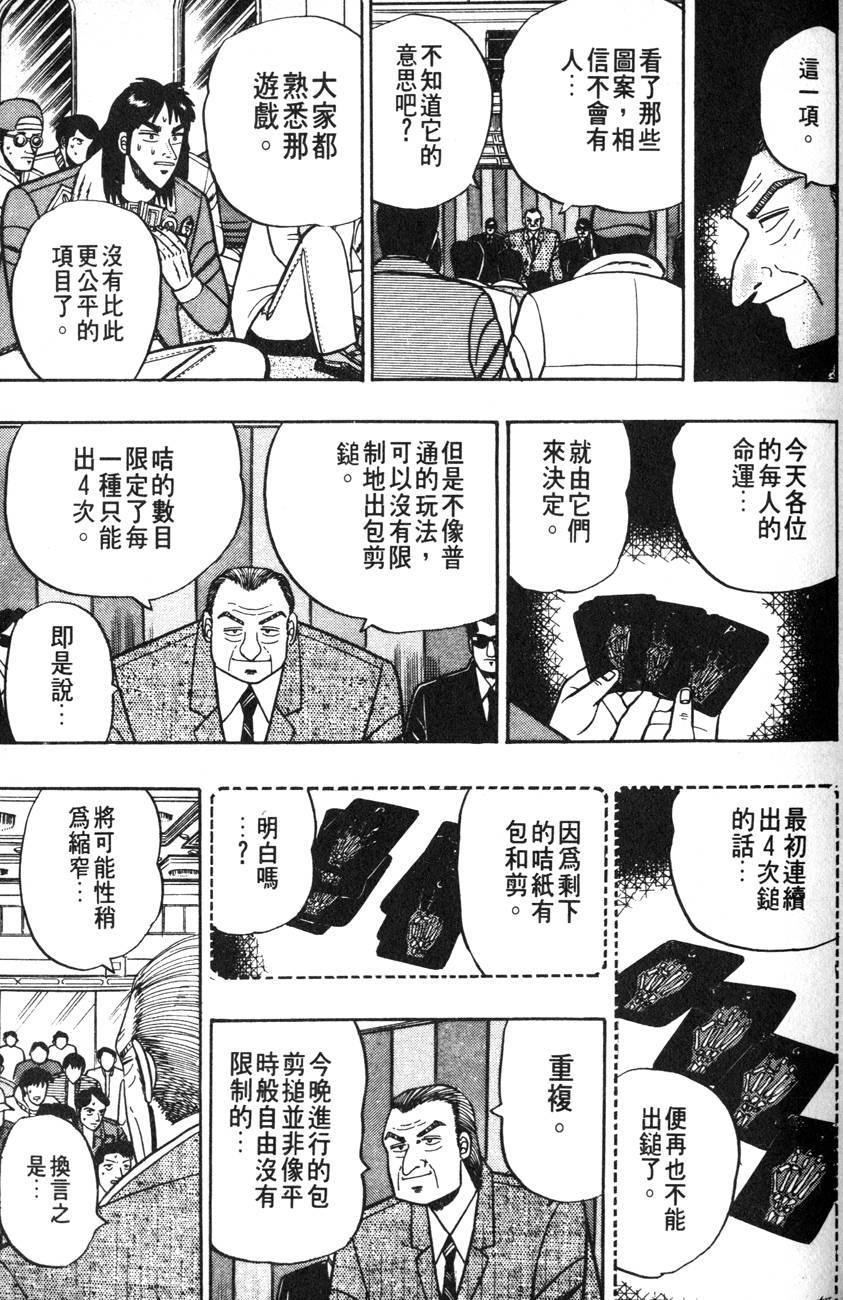 這一項。
看了那些
圖案，相
信不會有
人…
不知道它的
意思吧？
大家都
熟悉那
遊戲。
沒有比此
更公平的
項目了。
今天各位
的每人的
命運…
就由它們
來決定。
但是不像普
通的玩法，
可以沒有限
制地出包剪
鎚。
咭的數目
限定了每
一種只能
出4次。
即是說…
最初連續
出4次鎚
的話…
便再也不能
出鎚了。
因爲剩下
的咭紙有
包和剪。
明白嗎
…？
重複。
今晚進行的包
剪搥並非像平
時般自由沒有
限制的…
將可能性稍
爲縮窄…
換言之
是…